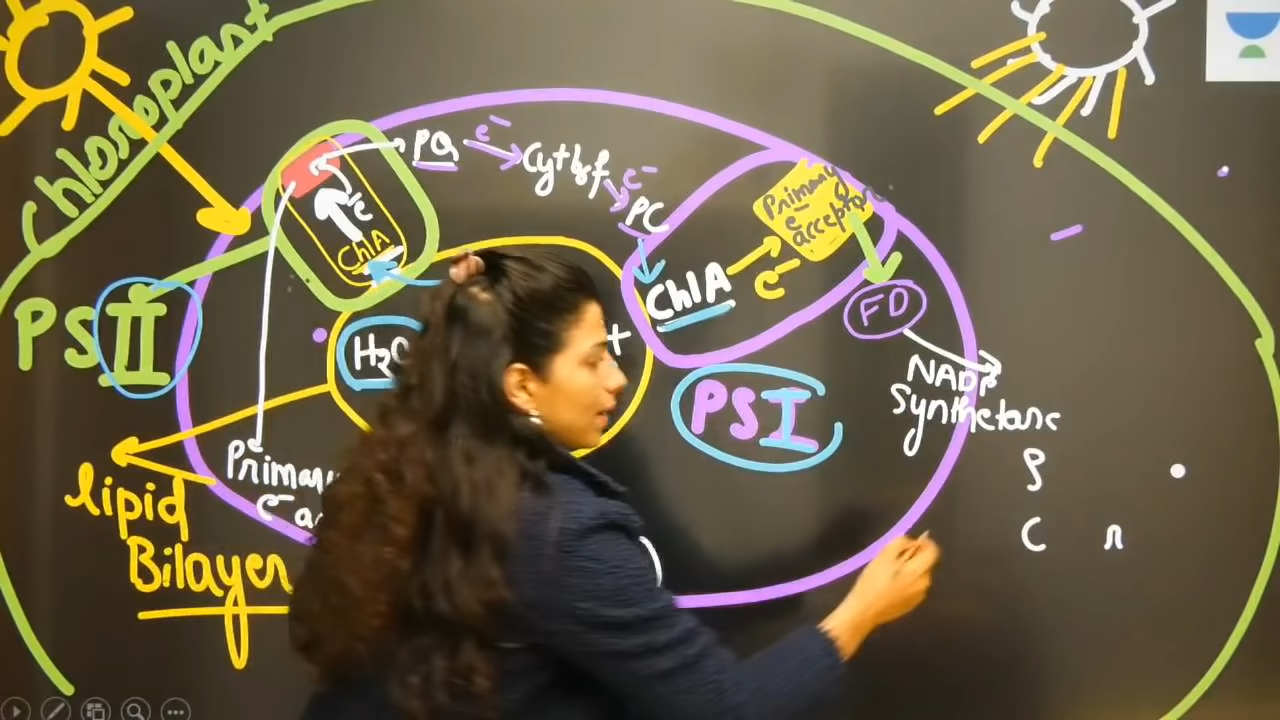 Chloroplast
PQ e- Cyt b6f e- PC
e-
ChlA
Primary
e-
acceptor
ChlA e-
FD
PS II
H2O
+
PS I
NADP
Synthetase
Primary
e-
lipid
Bilayer
S
C n